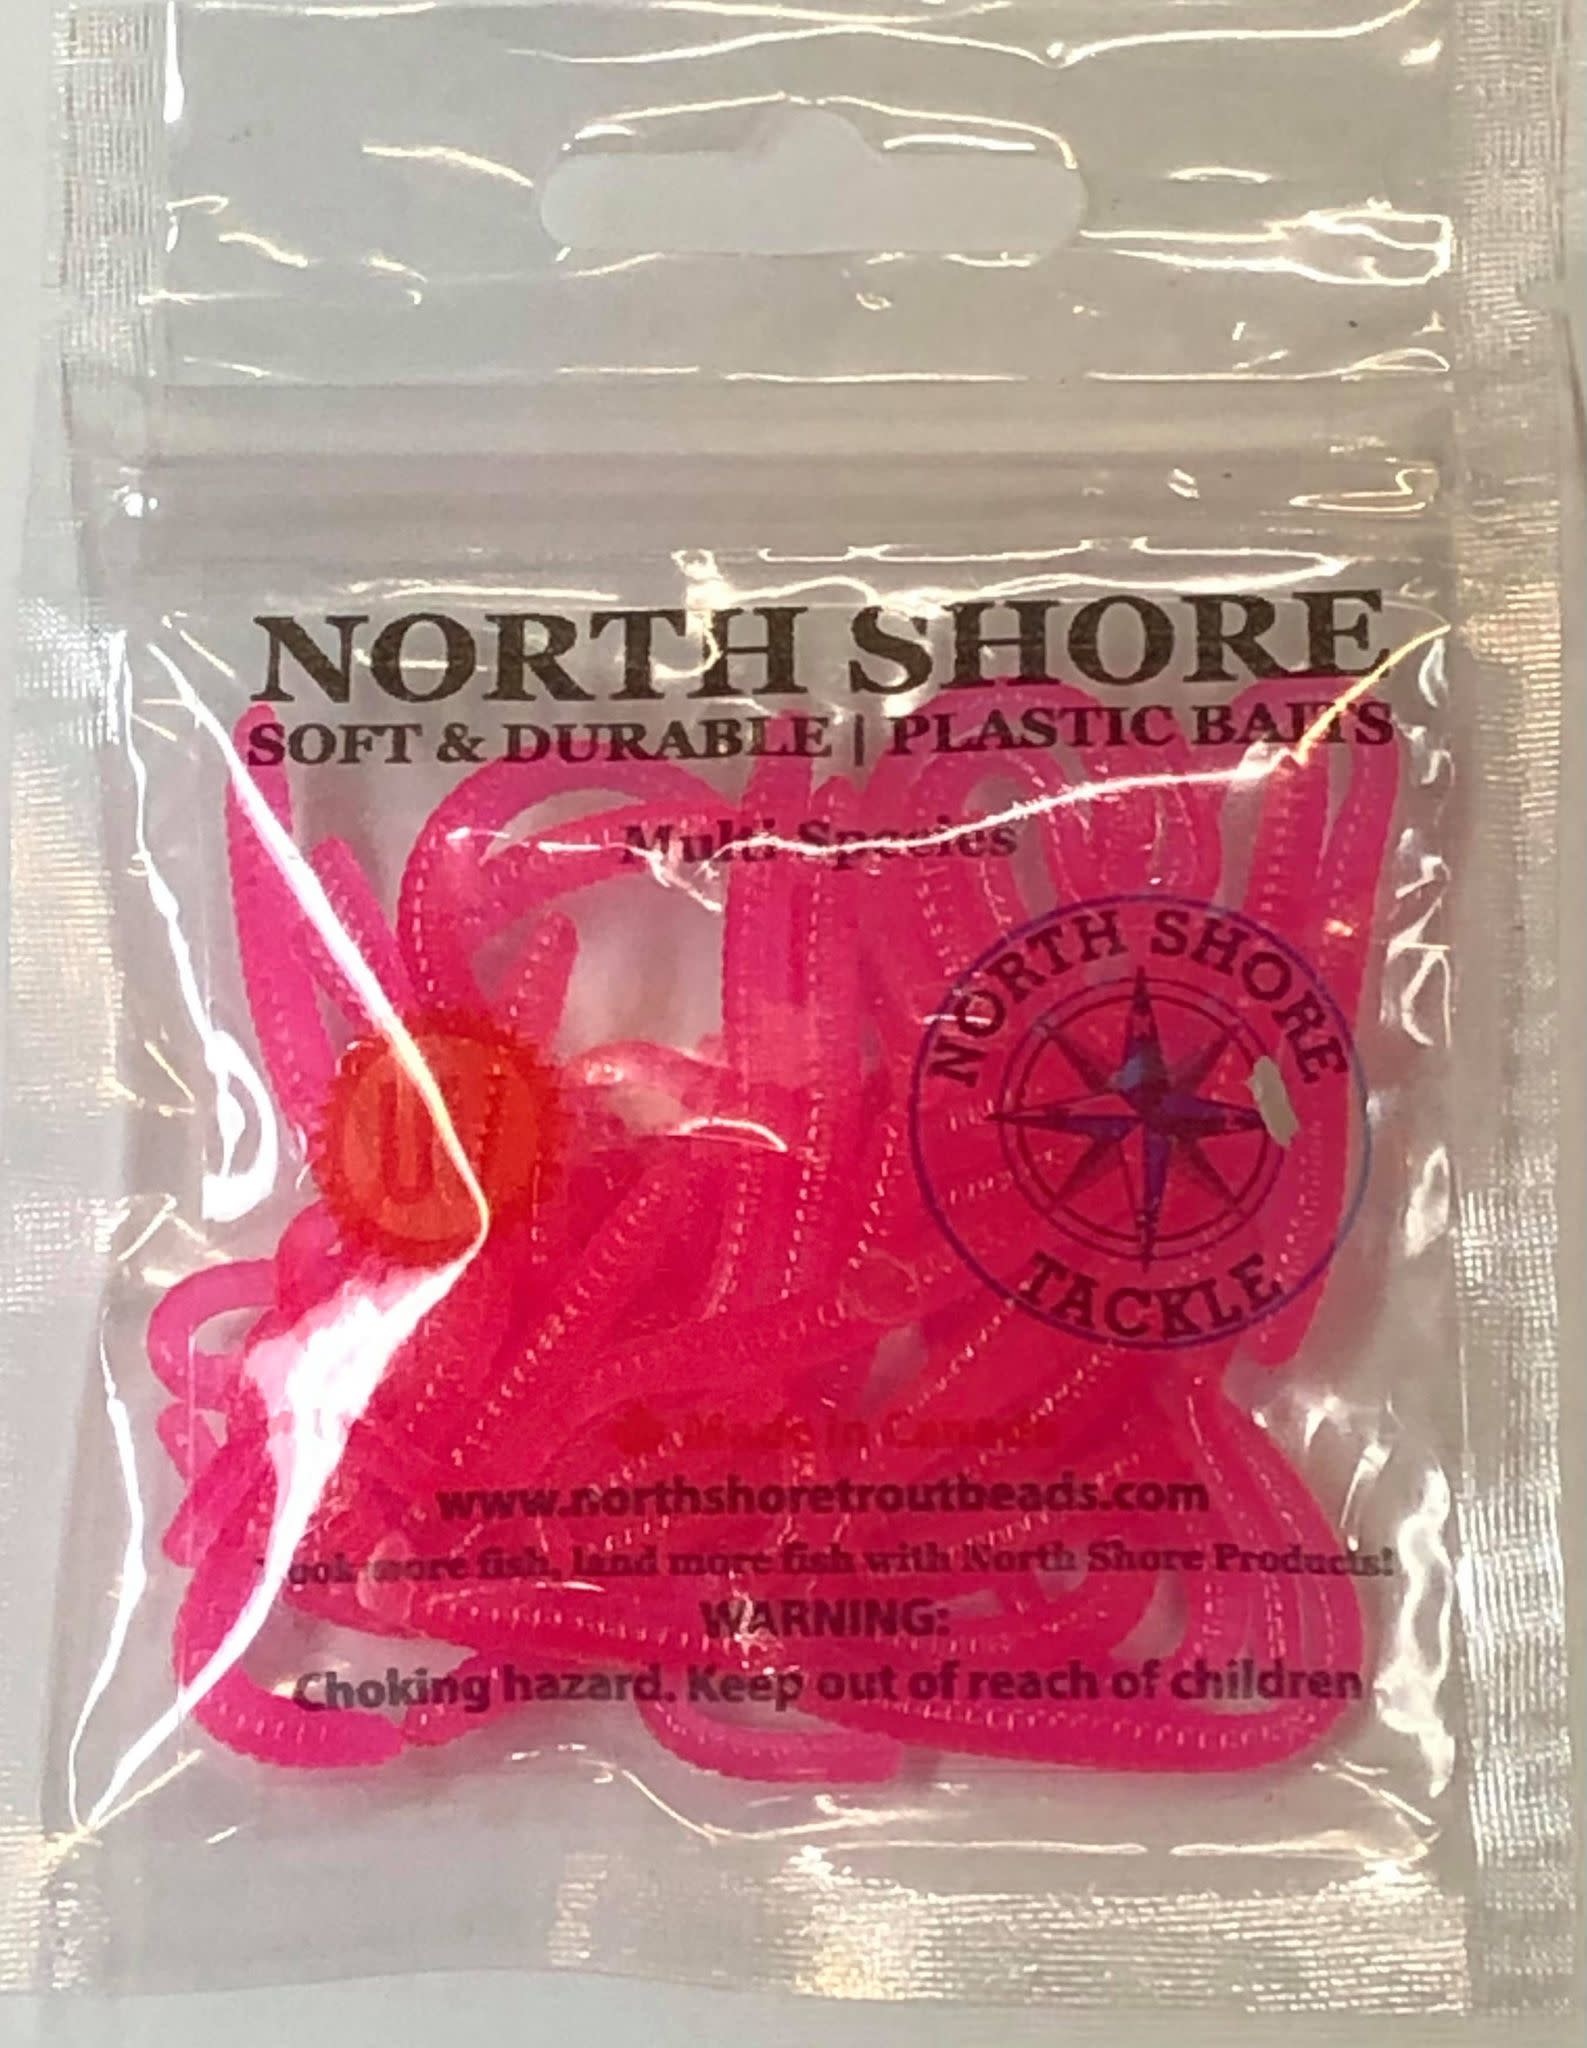 NORTH SHORE
SOFT & DURABLE | PLASTIC BAITS
Multi-Species
NORTH SHORE
TACKLE
Made in Canada
www.northshoretroutbeads.com
more fish, land more fish with North Shore Products!
WARNING:
Choking hazard. Keep out of reach of children